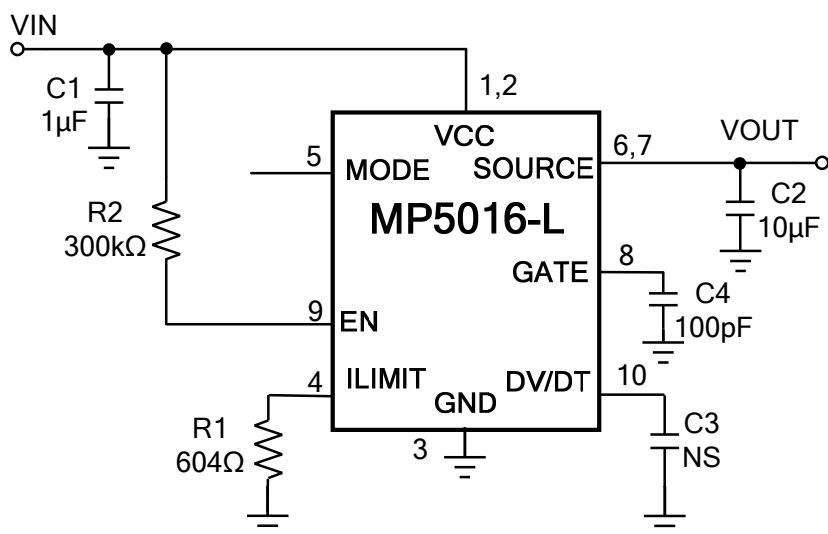 VIN
C1
1µF
1,2
VCC
5
MODE
SOURCE
6,7
VOUT
MP5016-L
C2
10µF
R2
300kΩ
GATE
8
C4
100pF
9
EN
4
ILIMIT
DV/DT
10
GND
R1
604Ω
3
C3
NS